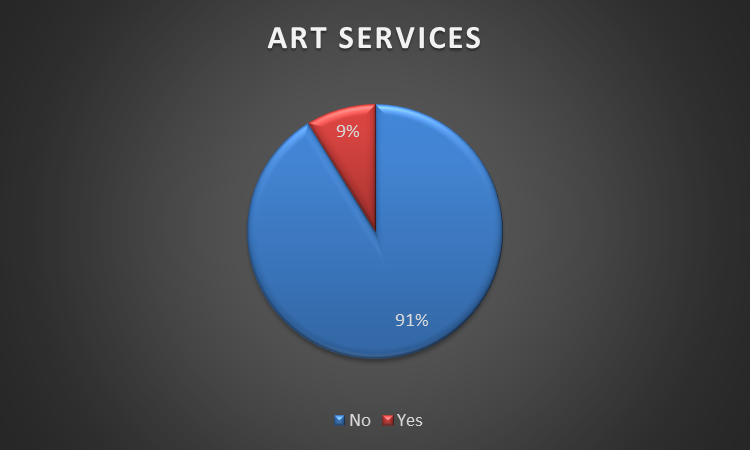 ART SERVICES
9%
91%
No Yes